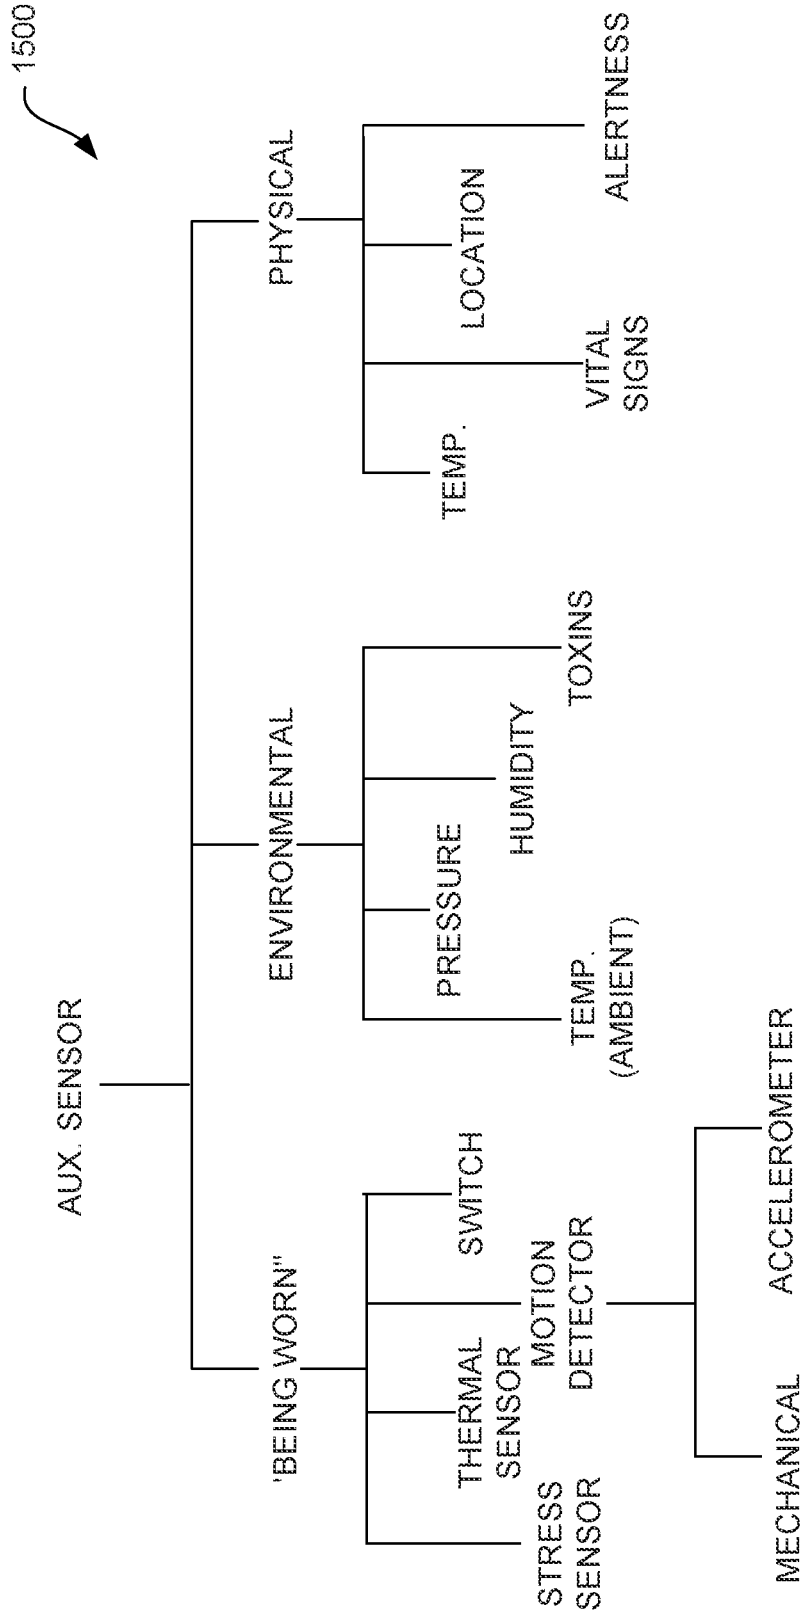 1500
AUX. SENSOR
'BEING WORN"
ENVIRONMENTAL
PHYSICAL
STRESS
SENSOR
THERMAL
SENSOR
MOTION
DETECTOR
SWITCH
TEMP.
(AMBIENT)
PRESSURE
HUMIDITY
TOXINS
TEMP.
VITAL
SIGNS
LOCATION
ALERTNESS
MECHANICAL
ACCELEROMETER